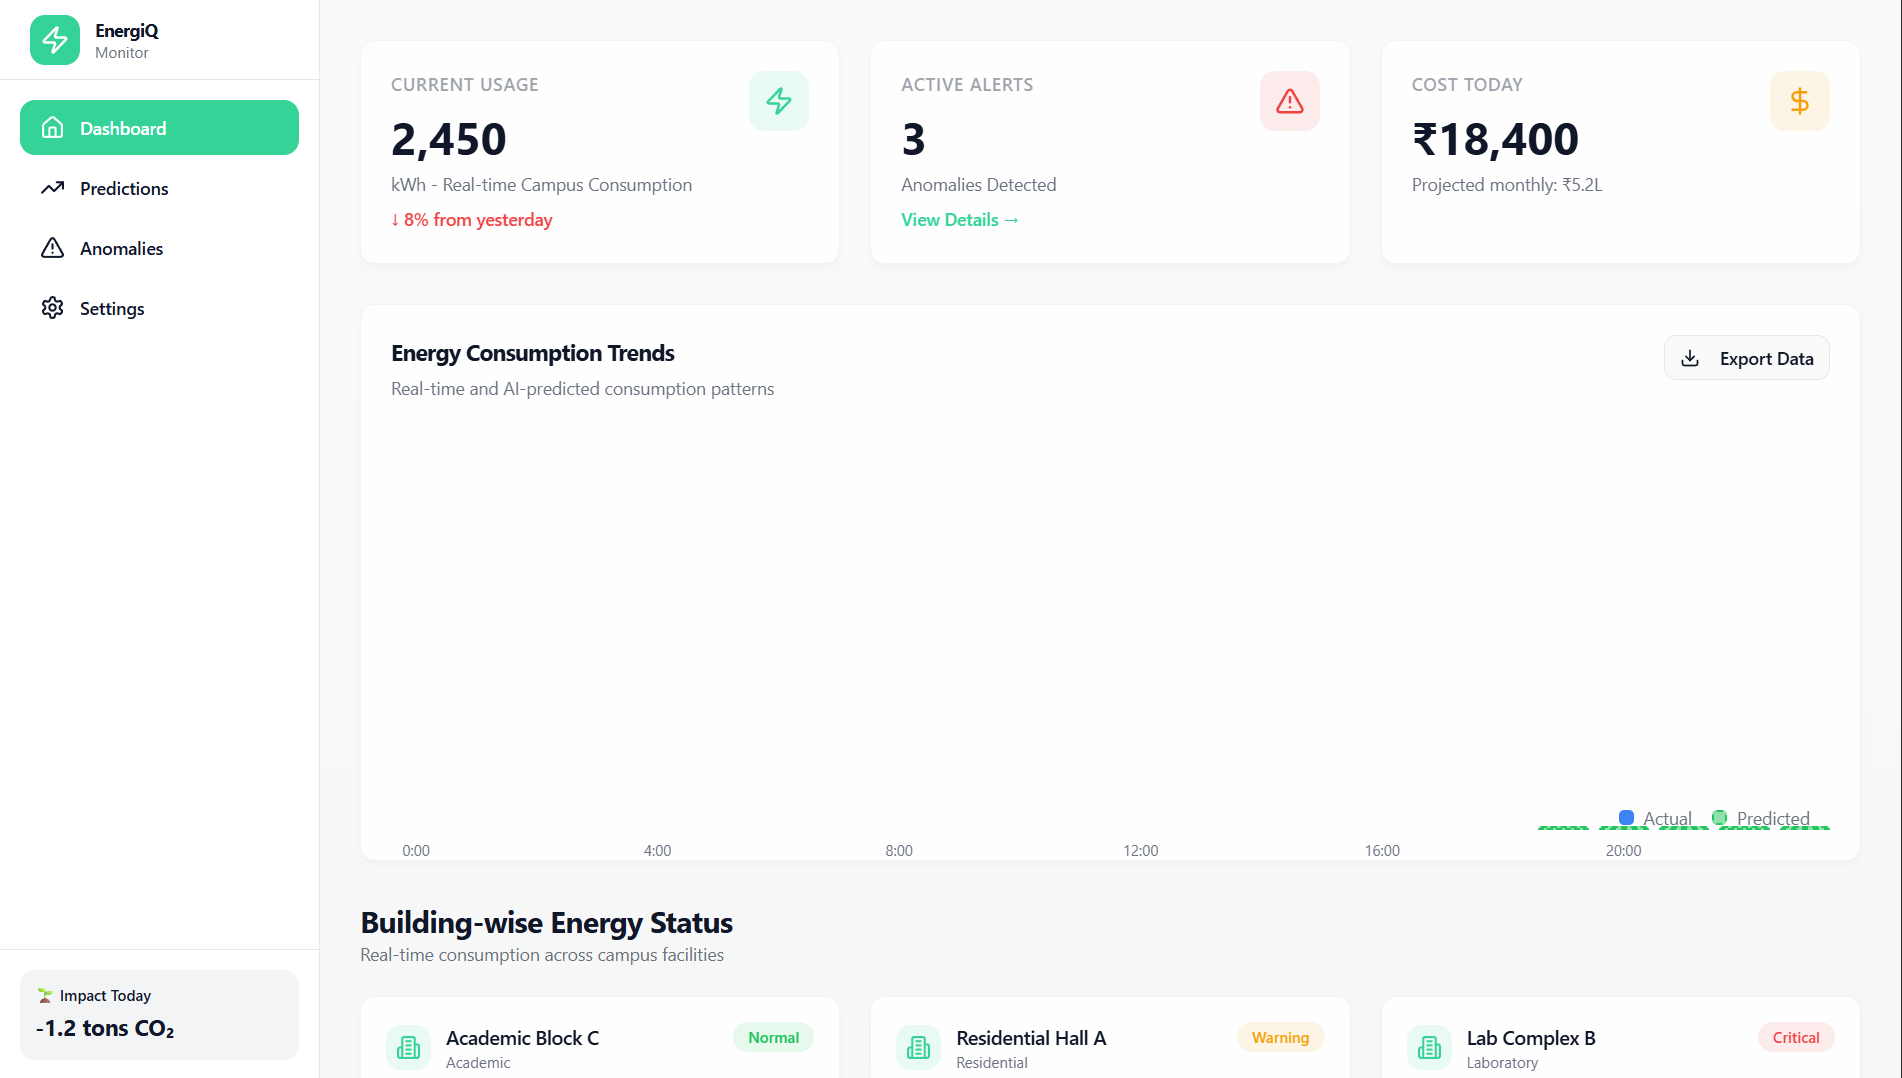 EnergiQ
Monitor
Dashboard
Predictions
Anomalies
Settings
Impact Today
-1.2 tons CO₂
CURRENT USAGE
2,450
kWh - Real-time Campus Consumption
↓ 8% from yesterday
ACTIVE ALERTS
3
Anomalies Detected
View Details →
COST TODAY
₹18,400
Projected monthly: ₹5.2L
Energy Consumption Trends
Real-time and AI-predicted consumption patterns
Export Data
Actual Predicted
0:00 4:00 8:00 12:00 16:00 20:00
Building-wise Energy Status
Real-time consumption across campus facilities
Academic Block C
Academic
Normal
Residential Hall A
Residential
Warning
Lab Complex B
Laboratory
Critical